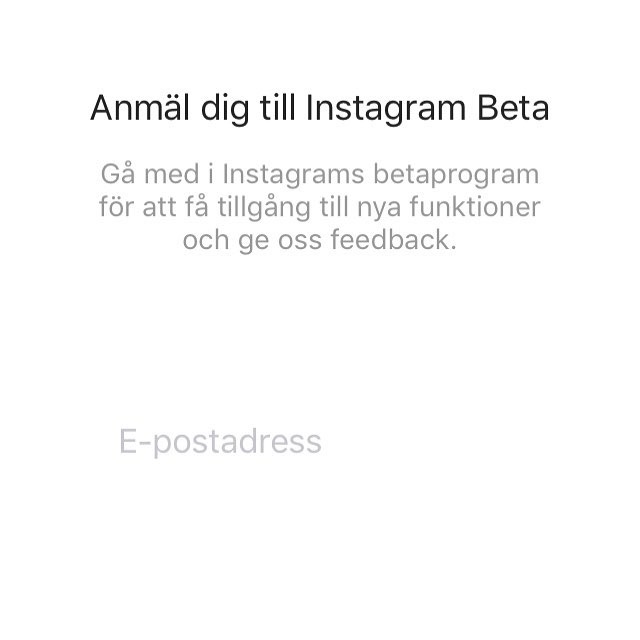 Anmäl dig till Instagram Beta
Gå med i Instagrams betaprogram
för att få tillgång till nya funktioner
och ge oss feedback.
E-postadress